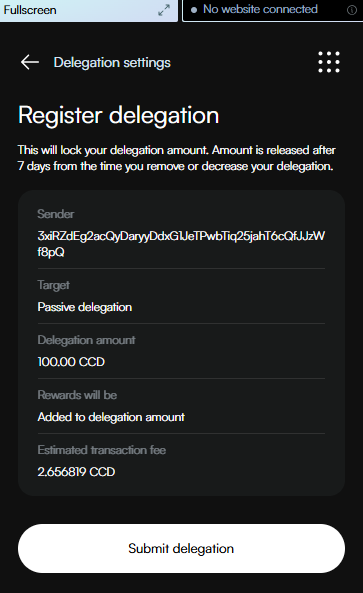 Fullscreen
No website connected
Delegation settings
Register delegation
This will lock your delegation amount. Amount is released after
7 days from the time you remove or decrease your delegation.
Sender
3xiRZdEg2acQyDaryyDdxG1JeTPwbTiq25jahT6cQfJJzW
f8pQ
Target
Passive delegation
Delegation amount
100.00 CCD
Rewards will be
Added to delegation amount
Estimated transaction fee
2.656819 CCD
Submit delegation